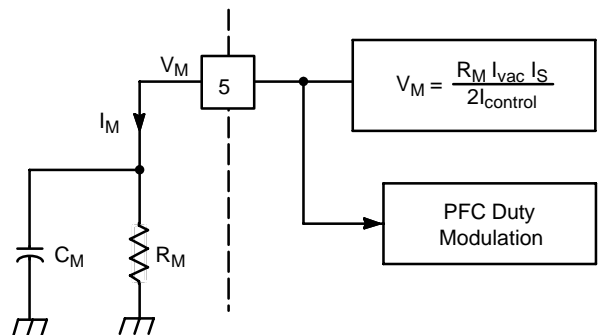 V_M
5
I_M
C_M
R_M
V_M = R_M I_vac I_S / 2I_control
PFC Duty
Modulation